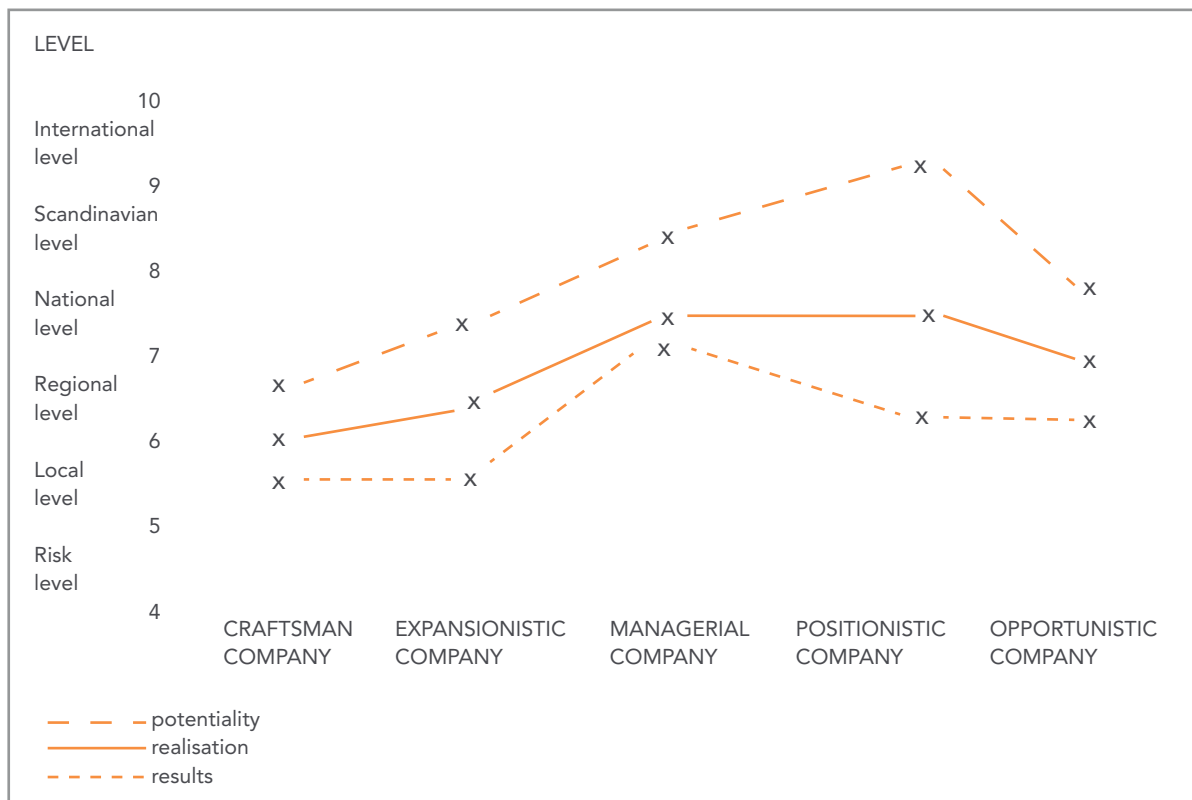 LEVEL
10
International
level
9
Scandinavian
level
8
National
level
7
Regional
level
6
Local
level
5
Risk
level
4
CRAFTSMAN
COMPANY
EXPANSIONISTIC
COMPANY
MANAGERIAL
COMPANY
POSITIONISTIC
COMPANY
OPPORTUNISTIC
COMPANY
potentiality
realisation
results